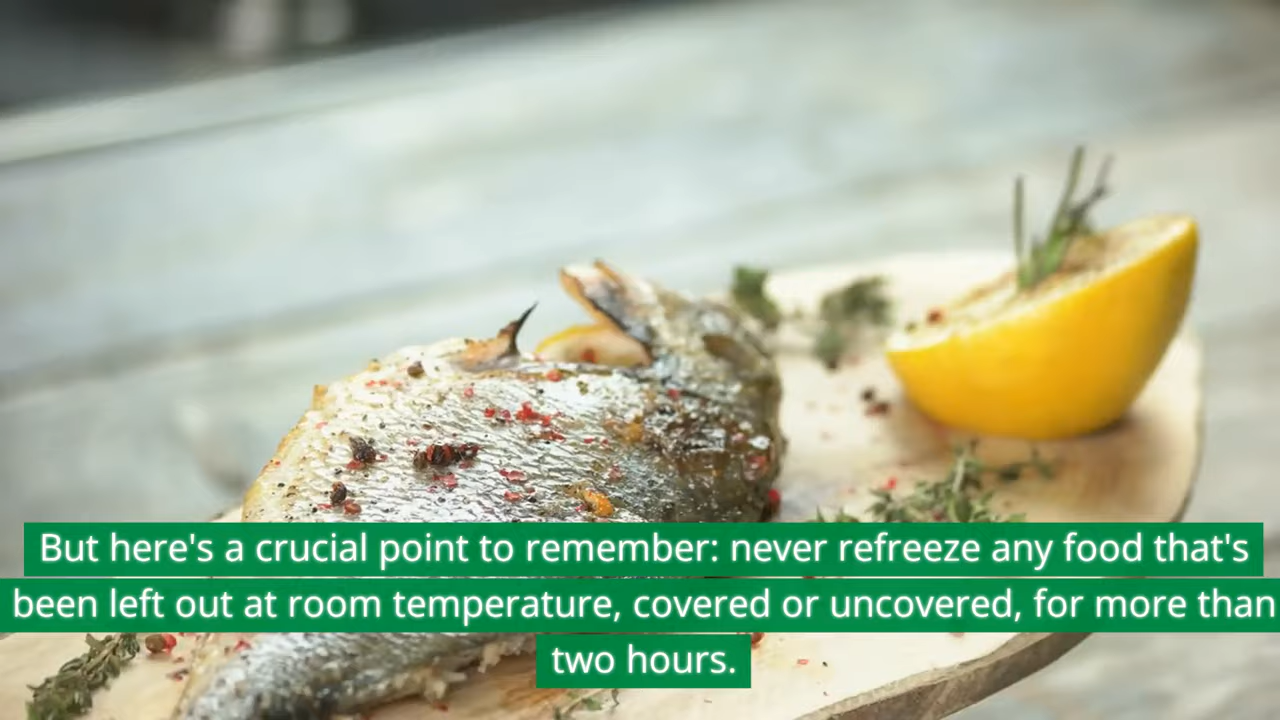 But here's a crucial point to remember: never refreeze any food that's
been left out at room temperature, covered or uncovered, for more than
two hours.